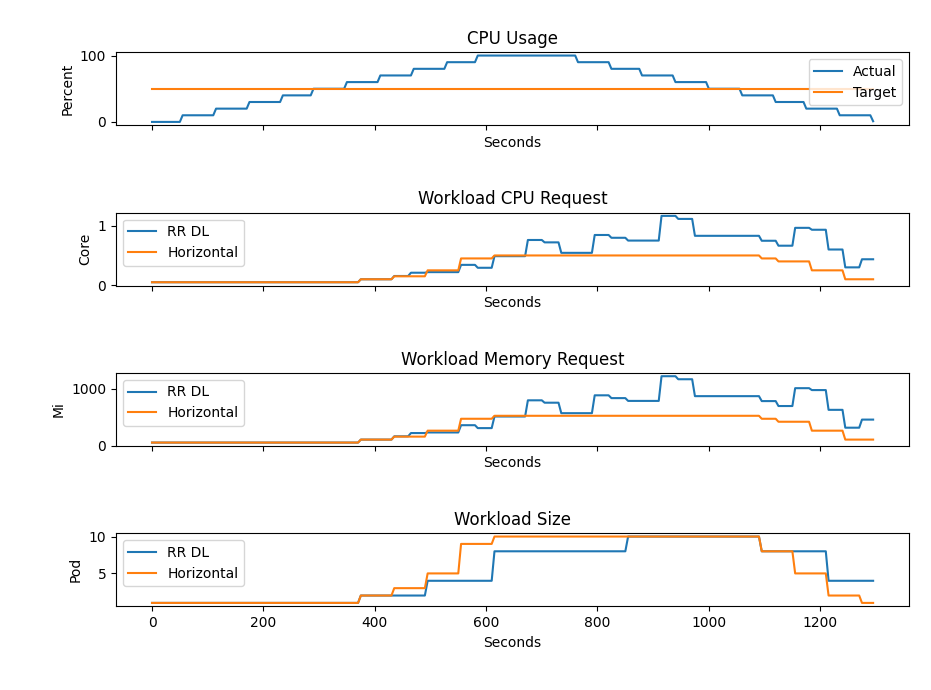 CPU Usage
100
0
Percent
Actual
Target
Seconds
Workload CPU Request
1
0
Core
RR DL
Horizontal
Seconds
Workload Memory Request
1000
0
Mi
RR DL
Horizontal
Seconds
Workload Size
10
5
Pod
RR DL
Horizontal
0 200 400 600 800 1000 1200
Seconds